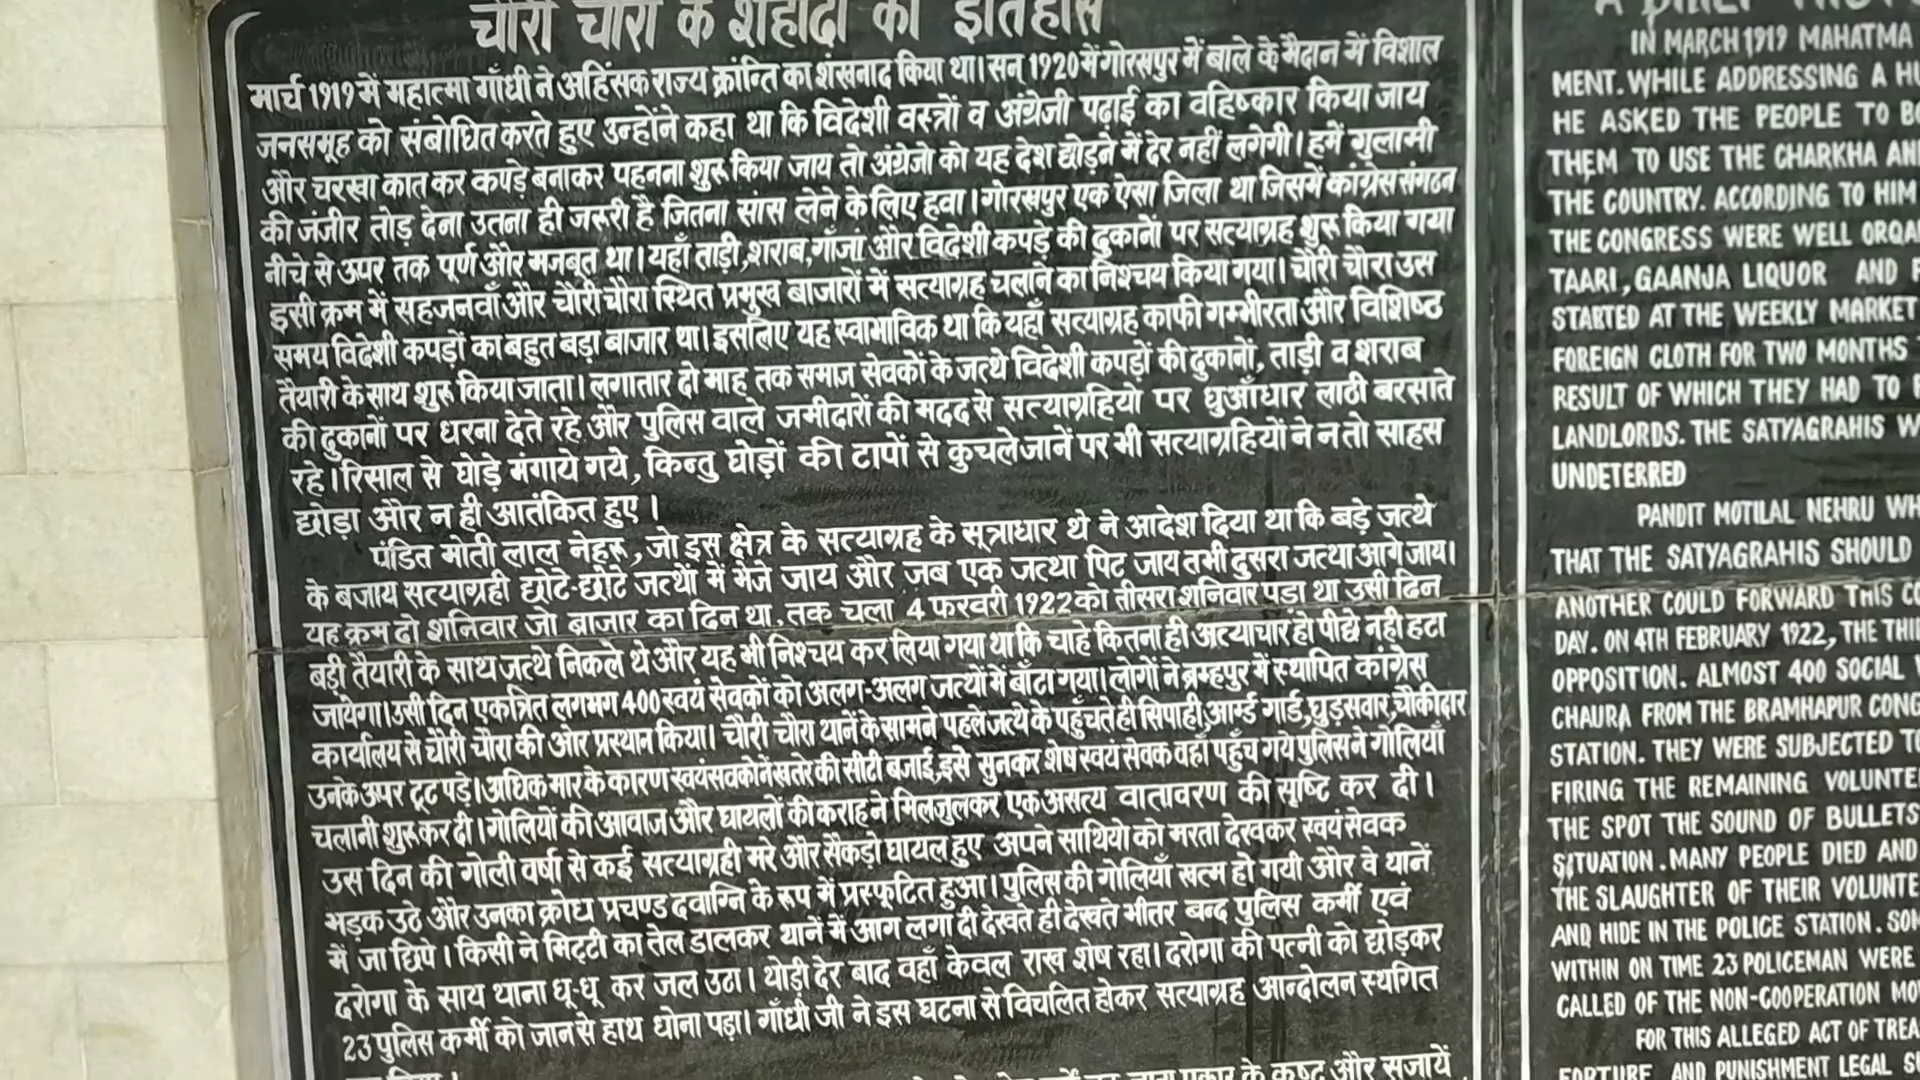 चौरी चौरा के शहीदों का इतिहास
मार्च 1919 में महात्मा गाँधी ने अहिंसक राज्य क्रांन्ति का शंखनाद किया था। सन् 1920 में गोरखपुर में बाले के मैदान में विशाल
जनसमूह को संबोधित करते हुए उन्होंने कहा था कि विदेशी वस्त्रों व अंग्रेजी पढ़ाई का वहिष्कार किया जाय
और चरखा कात कर कपड़े बनाकर पहनना शुरू किया जाय तो अंग्रेजो को यह देश छोड़ने में देर नहीं लगेगी। हमें गुलामी
की जंजीर तोड़ देना उतना ही जरूरी है जितना सांस लेने के लिए हवा। गोरखपुर एक ऐसा जिला था जिसमें कांग्रेस संगठन
नीचे से ऊपर तक पूर्ण और मजबूत था। यहाँ ताड़ी, शराब, गाँजा और विदेशी कपड़े की दुकानों पर सत्याग्रह शुरू किया गया
इसी क्रम में सहजनवाँ और चौरी चौरा स्थित प्रमुख बाजारों में सत्याग्रह चलाने का निश्चय किया गया। चौरी चौरा उस
समय विदेशी कपड़ों का बहुत बड़ा बाजार था। इसलिए यह स्वाभाविक था कि यहाँ सत्याग्रह काफी गम्भीरता और विशिष्ट
तैयारी के साथ शुरू किया जाता। लगातार दो माह तक समाज सेवकों के जत्थे विदेशी कपड़ों की दुकानों, ताड़ी व शराब
की दुकानों पर धरना देते रहे और पुलिस वाले जमींदारों की मदद से सत्याग्रहियो पर धुआँधार लाठी बरसाते
रहे। रिसाल से घोड़े मंगाये गये, किन्तु घोड़ों की टापों से कुचले जानें पर भी सत्याग्रहियों ने न तो साहस
छोड़ा और न ही आतंकित हुए।
पंडित मोती लाल नेहरू, जो इस क्षेत्र के सत्याग्रह के सूत्राधार थे ने आदेश दिया था कि बड़े जत्थे
के बजाय सत्याग्रही छोटे-छोटे जत्थों में भेजे जाय और जब एक जत्था पिट जाय तभी दुसरा जत्था आगे जाय।
यह क्रम दो शनिवार जो बाजार का दिन था, तक चला 4 फरवरी 1922 को तीसरा शनिवार पड़ा था उसी दिन
बड़ी तैयारी के साथ जत्थे निकले थे और यह भी निश्चय कर लिया गया था कि चाहे कितना ही अत्याचार हो पीछे नही हटा
जायेगा। उसी दिन एकत्रित लगभग 400 स्वयं सेवकों को अलग-अलग जत्थों में बाँटा गया। लोगों ने ब्रम्हपुर में स्थापित कांग्रेस
कार्यालय से चौरी चौरा की ओर प्रस्थान किया। चौरी चौरा थानें के सामने पहले जत्थे के पहुँचते ही सिपाही, आर्म्ड गार्ड, घुड़सवार, चौकीदार
उनके उपर टूट पड़े। अधिक मार के कारण स्वयंसवको नें खतरे की सीटी बजाई, इसे सुनकर शेष स्वयं सेवक वहाँ पहुँच गये पुलिस ने गोलियाँ
चलानी शुरू कर दी। गोलियों की आवाज और घायलों की कराह ने मिलजुलकर एक असत्य वातावरण की सृष्टि कर दी।
उस दिन की गोली वर्षा से कई सत्याग्रही मरे और सैकड़ो घायल हुए अपने साथियो को मरता देखकर स्वयं सेवक
भड़क उठे और उनका क्रोध प्रचण्ड दवाग्नि के रूप में प्रस्फूटित हुआ। पुलिस की गोलियाँ खत्म हो गयी और वे थानें
में जा छिपे। किसी ने मिट्टी का तेल डालकर थानें में आग लगा दी देखते ही देखते भीतर बन्द पुलिस कर्मी एवं
दरोगा के साथ थाना धू-धू कर जल उठा। थोड़ी देर बाद वहाँ केवल राख शेष रहा। दरोगा की पत्नी को छोड़कर
23 पुलिस कर्मी को जान से हाथ धोना पड़ा। गाँधी जी ने इस घटना से विचलित होकर सत्याग्रह आन्दोलन स्थगित
के कष्ट और सजायें
IN MARCH 1919 MAHATMA
MENT. WHILE ADDRESSING A
HE ASKED THE PEOPLE TO
THEM TO USE THE CHARKHA
THE COUNTRY. ACCORDING TO HIM
THE CONGRESS WERE WELL
TAARI, GAANJA LIQUOR AND
STARTED AT THE WEEKLY MARKET
FOREIGN CLOTH FOR TWO MONTHS
RESULT OF WHICH THEY HAD TO
LANDLORDS. THE SATYAGRAHIS
UNDETERRED
PANDIT MOTILAL NEHRU
THAT THE SATYAGRAHIS SHOULD
ANOTHER COULD FORWARD THIS
DAY. ON 4TH FEBRUARY 1922, THE
OPPOSITION. ALMOST 400 SOCIAL
CHAURA FROM THE BRAMHAPUR
STATION. THEY WERE SUBJECTED
FIRING THE REMAINING
THE SPOT THE SOUND OF BULLETS
SITUATION. MANY PEOPLE DIED AND
THE SLAUGHTER OF THEIR
AND HIDE IN THE POLICE STATION.
WITHIN ON TIME 23 POLICEMAN WERE
CALLED OF THE NON-COOPERATION
FOR THIS ALLEGED ACT OF
AND PUNISHMENT LEGAL